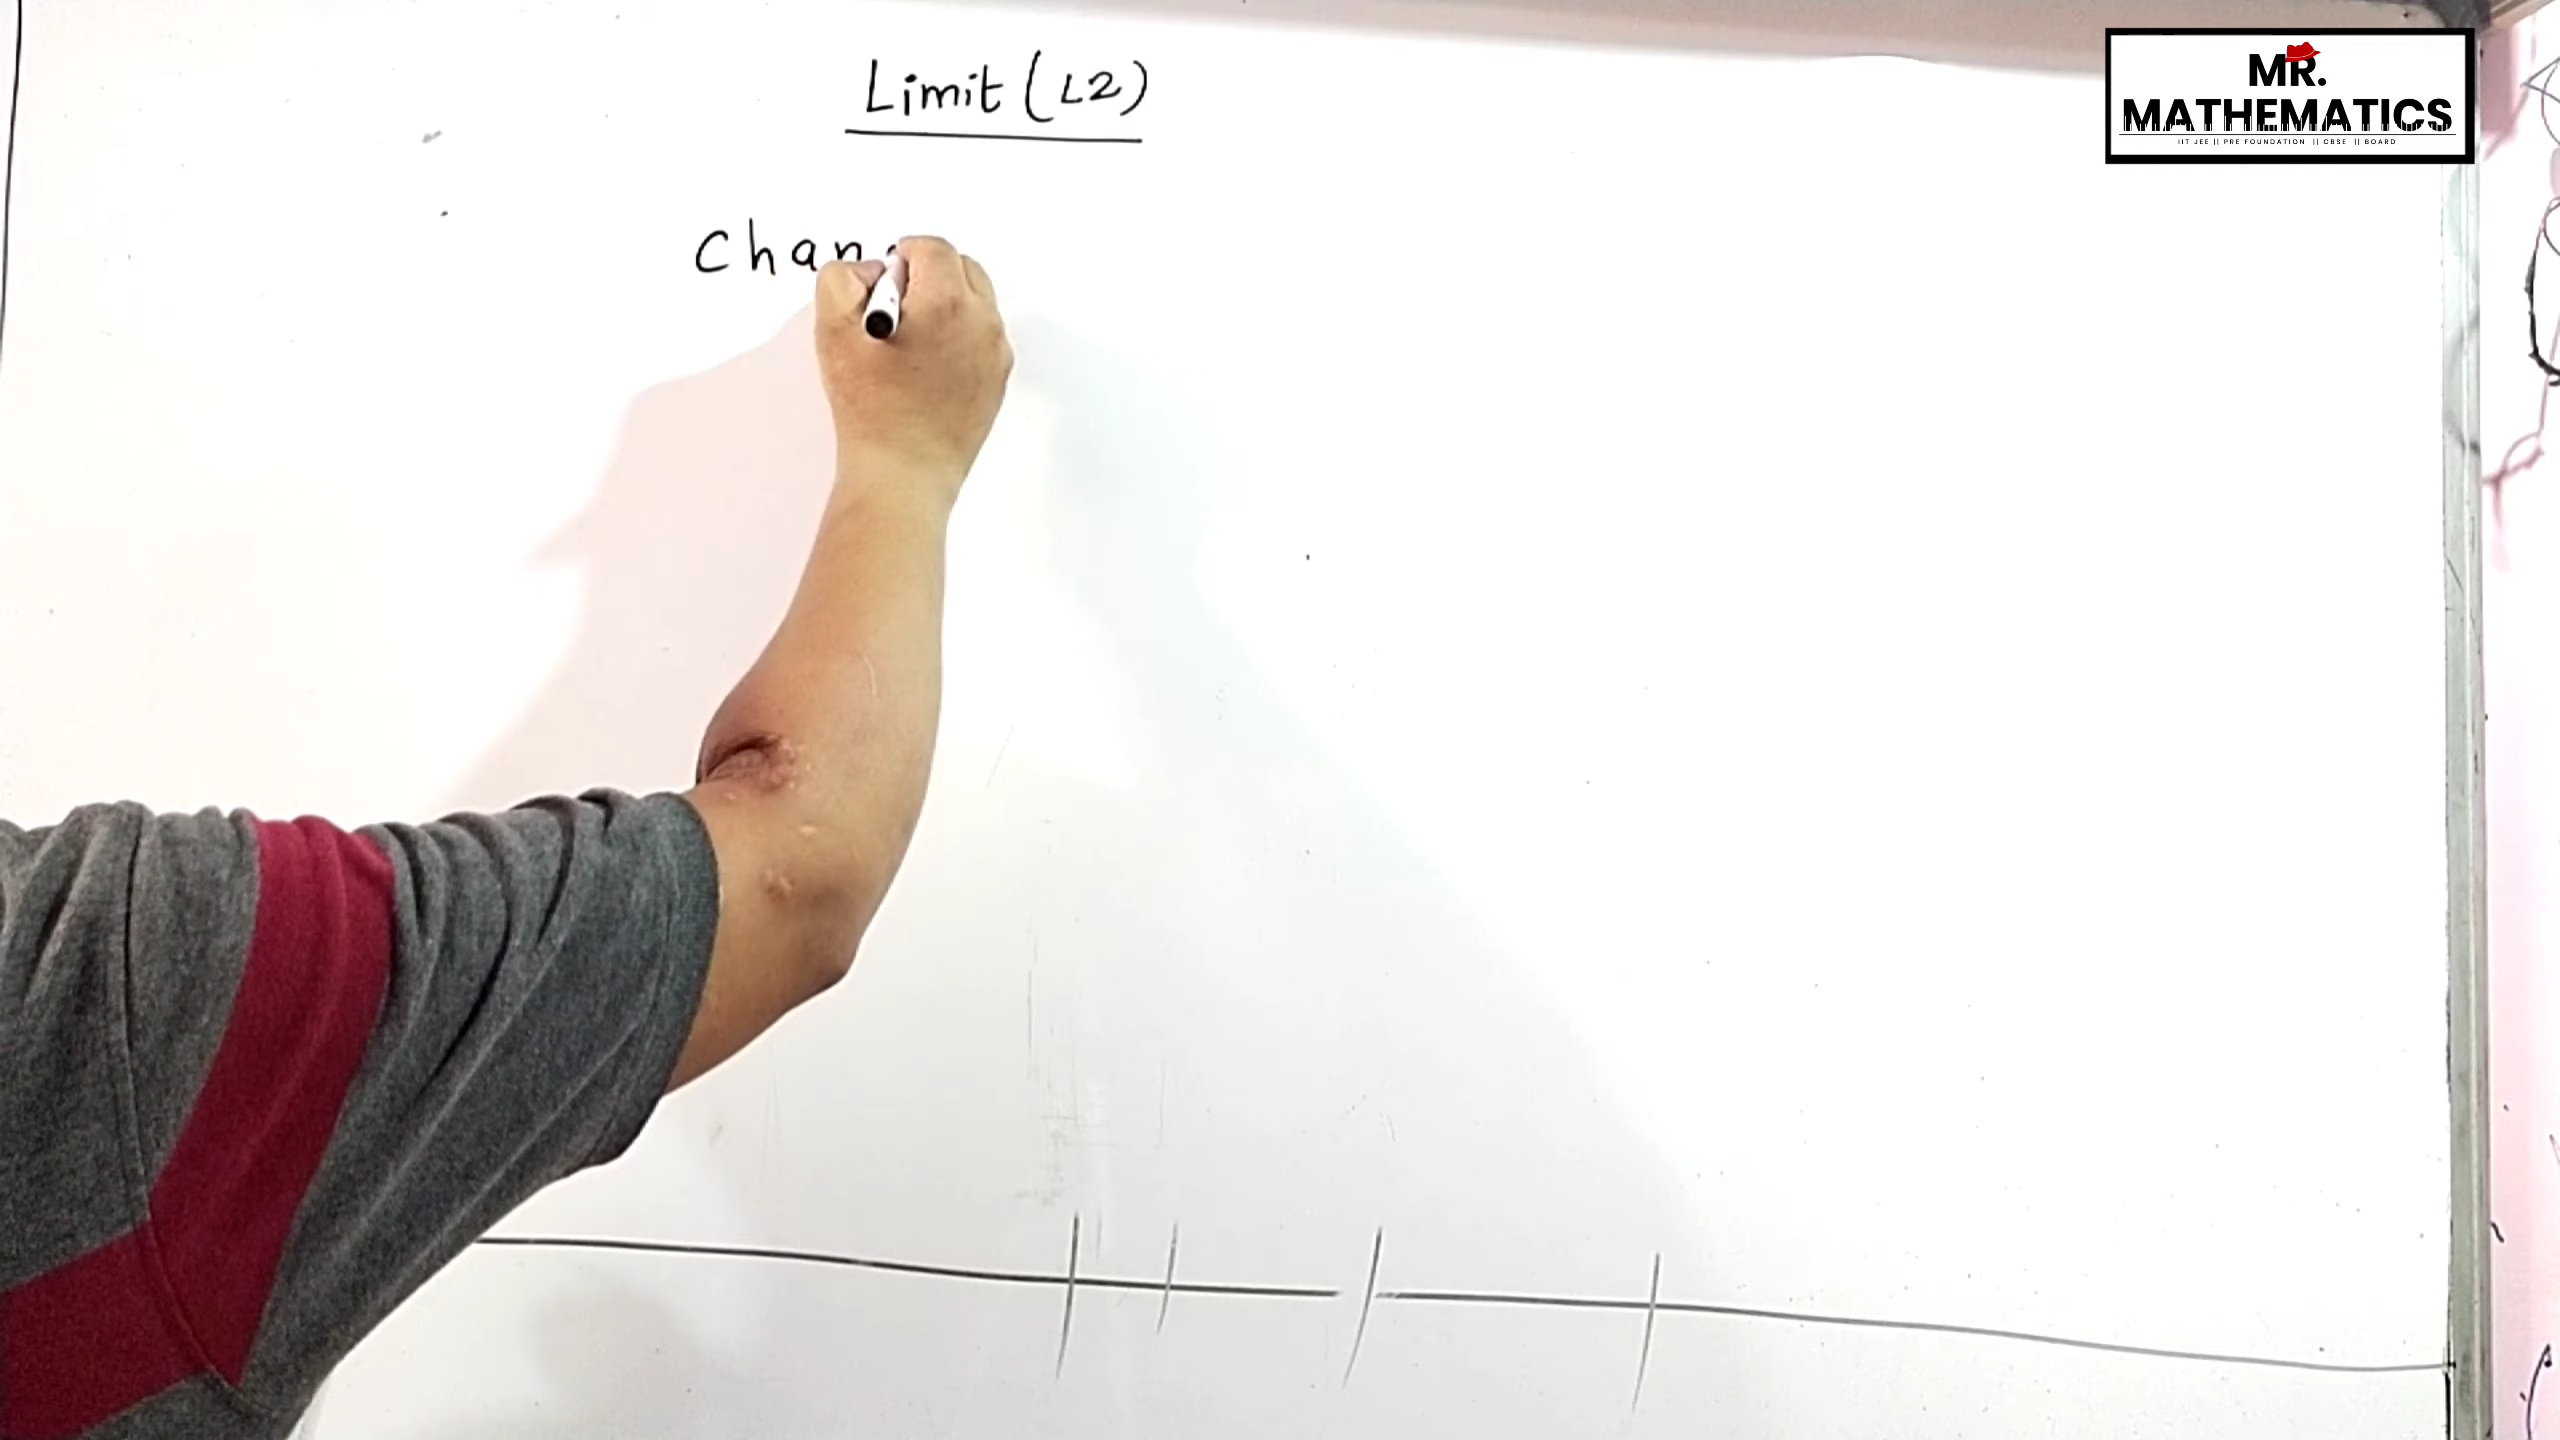 Limit (L2)
Chan
MR.
MATHEMATICS
IIT JEE || PRE FOUNDATION || CBSE || BOARD